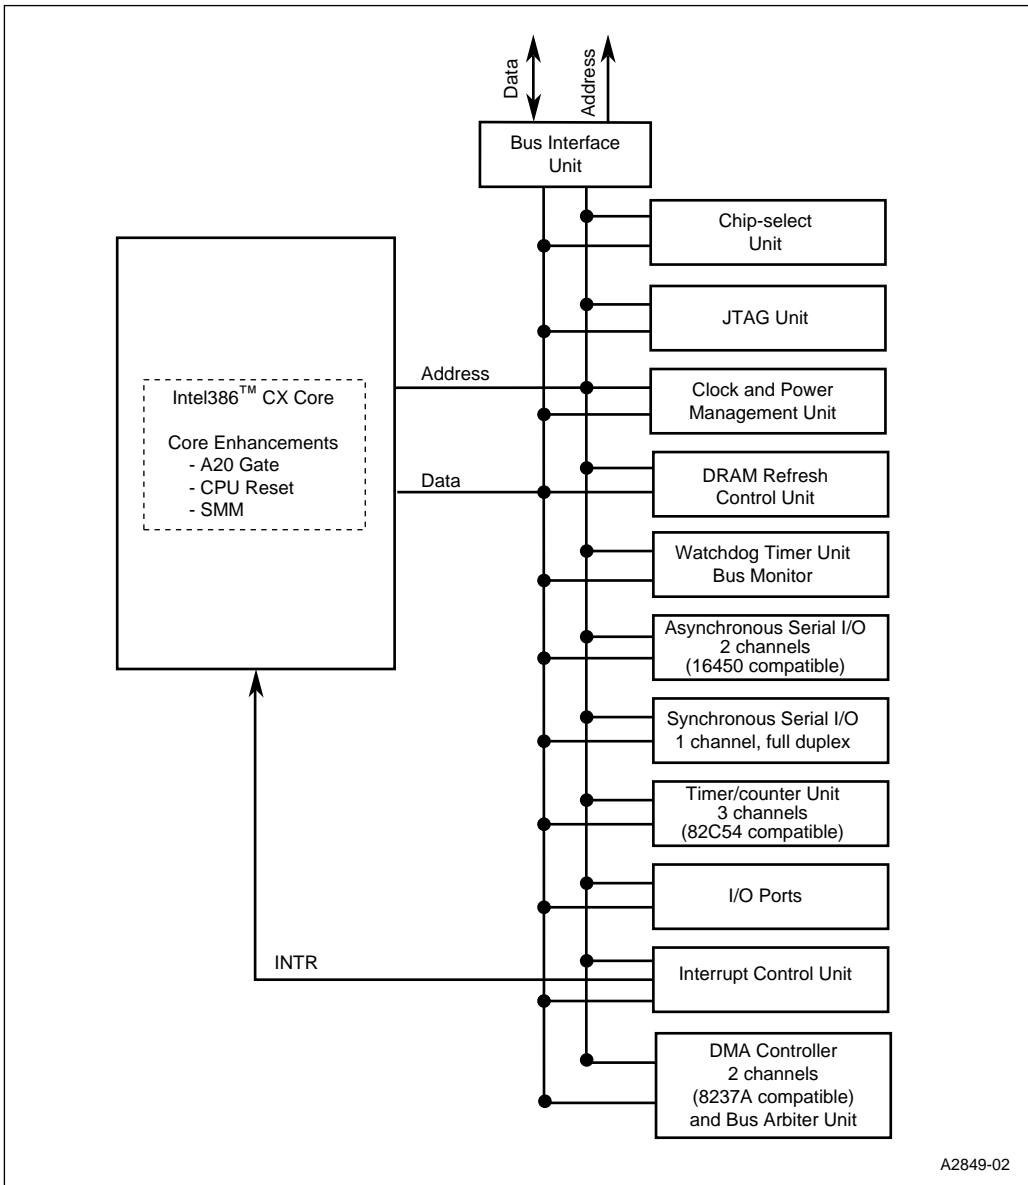 Data
Address
Bus Interface
Unit
Chip-select
Unit
JTAG Unit
Address
Clock and Power
Management Unit
Intel386™ CX Core
Core Enhancements
- A20 Gate
- CPU Reset
- SMM
Data
DRAM Refresh
Control Unit
Watchdog Timer Unit
Bus Monitor
Asynchronous Serial I/O
2 channels
(16450 compatible)
Synchronous Serial I/O
1 channel, full duplex
Timer/counter Unit
3 channels
(82C54 compatible)
I/O Ports
INTR
Interrupt Control Unit
DMA Controller
2 channels
(8237A compatible)
and Bus Arbiter Unit
A2849-02